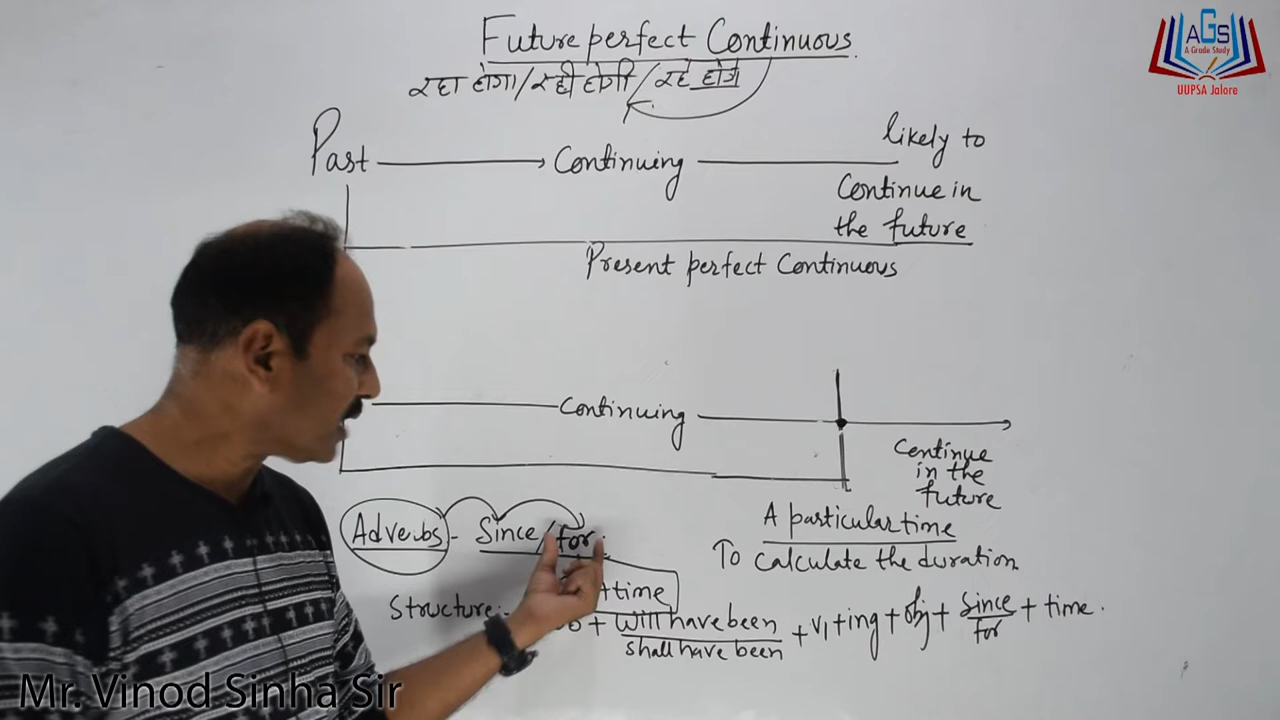 Future perfect Continuous.
रहा होगा/रही होगी/रहे होंगे
AGS
A Grade Study
UUPSA Jalore
Past → Continuing — likely to
Continue in
the future
Present perfect Continuous
Continuing
Continue
in the
future
A particular time
To calculate the duration
Adverbs - Since/for.
+time
Structure:- + will have been / shall have been + V1 + ing + obj + Since/for + time.
Mr. Vinod Sinha Sir